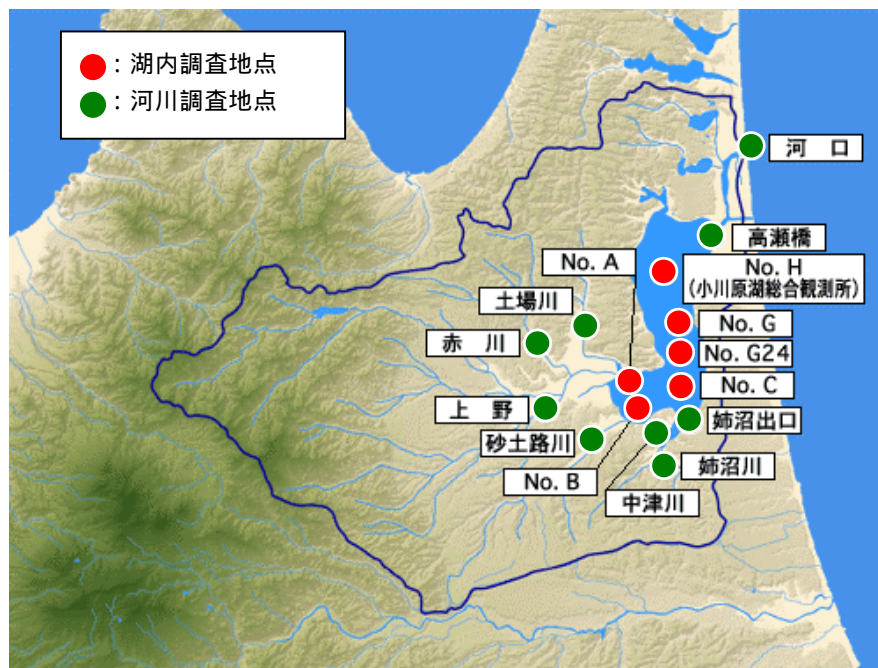 ：湖内調査地点
：河川調査地点
河　口
高瀬橋
No. A
No. H
(小川原湖総合観測所)
土場川
No. G
赤　川
No. G24
No. C
上　野
姉沼出口
砂土路川
姉沼川
No. B
中津川